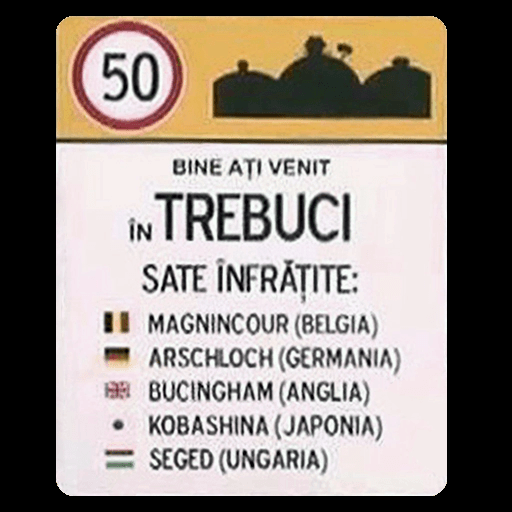 50
BINE AȚI VENIT
în TREBUCI
SATE ÎNFRĂȚITE:
MAGNINCOUR (BELGIA)
ARSCHLOCH (GERMANIA)
BUCINGHAM (ANGLIA)
KOBASHINA (JAPONIA)
SEGED (UNGARIA)